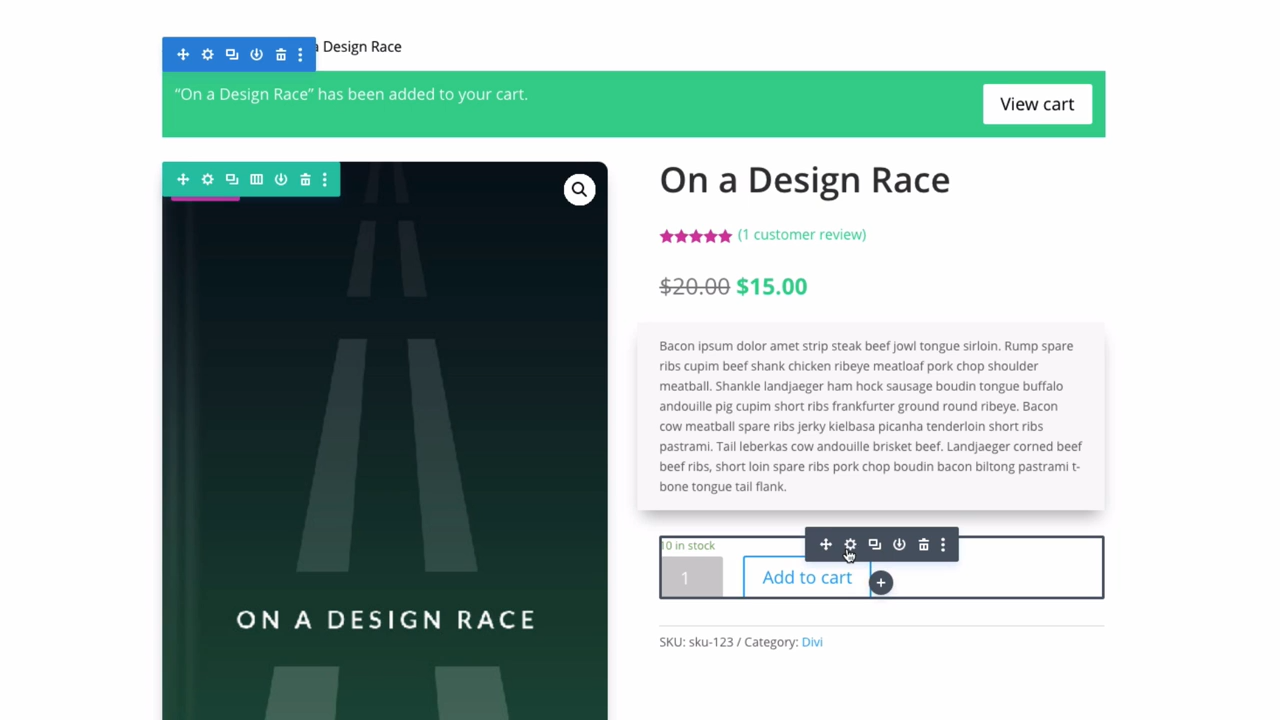 a Design Race
“On a Design Race” has been added to your cart.
View cart
On a Design Race
(1 customer review)
$20.00 $15.00
Bacon ipsum dolor amet strip steak beef jowl tongue sirloin. Rump spare
ribs cupim beef shank chicken ribeye meatloaf pork chop shoulder
meatball. Shankle landjaeger ham hock sausage boudin tongue buffalo
andouille pig cupim short ribs frankfurter ground round ribeye. Bacon
cow meatball spare ribs jerky kielbasa picanha tenderloin short ribs
pastrami. Tail leberkas cow andouille brisket beef. Landjaeger corned beef
beef ribs, short loin spare ribs pork chop boudin bacon biltong pastrami t-
bone tongue tail flank.
10 in stock
1
Add to cart
SKU: sku-123 / Category: Divi
ON A DESIGN RACE